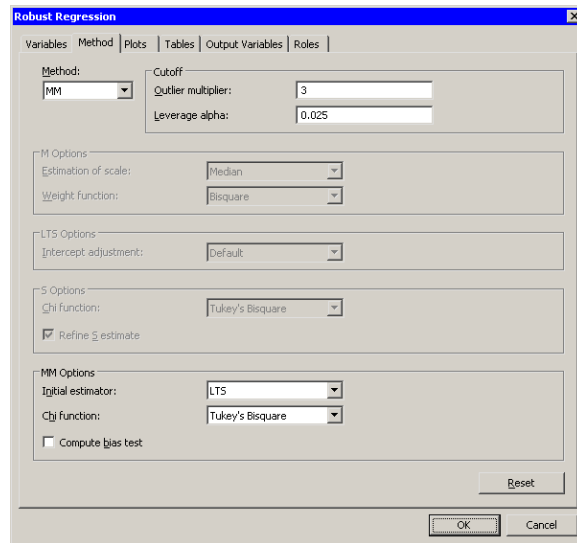 Robust Regression
Variables Method Plots Tables Output Variables Roles
Method:
MM
Cutoff
Outlier multiplier: 3
Leverage alpha: 0.025
M Options
Estimation of scale: Median
Weight function: Bisquare
LTS Options
Intercept adjustment: Default
S Options
Chi function: Tukey's Bisquare
Refine S estimate
MM Options
Initial estimator: LTS
Chi function: Tukey's Bisquare
Compute bias test
Reset
OK Cancel